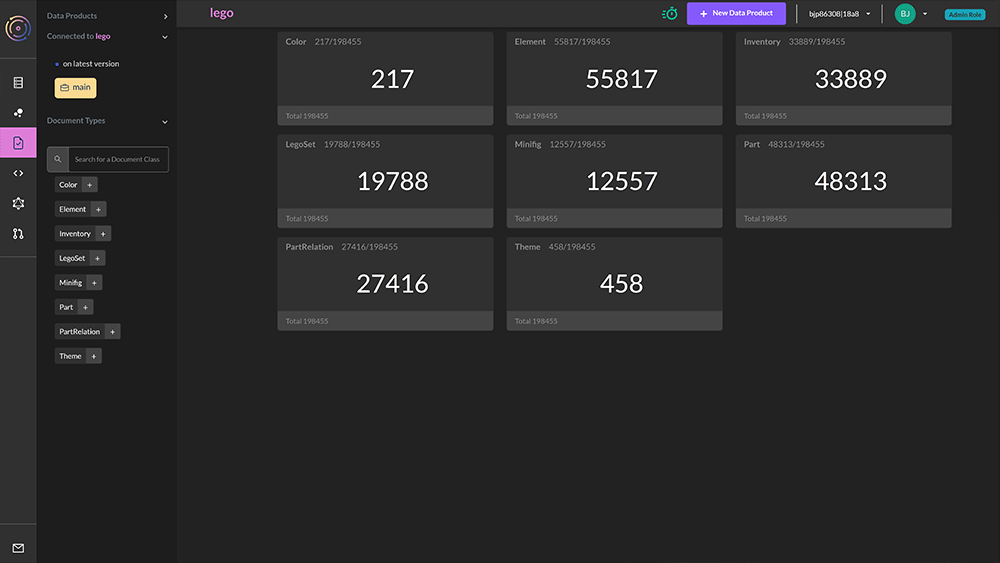 Data Products
Connected to lego
on latest version
main
Document Types
Search for a Document Class
Color +
Element +
Inventory +
LegoSet +
Minifig +
Part +
PartRelation +
Theme +
lego
+ New Data Product
bjp86308|18a8
BJ
Admin Role
Color 217/198455
217
Total 198455
Element 55817/198455
55817
Total 198455
Inventory 33889/198455
33889
Total 198455
LegoSet 19788/198455
19788
Total 198455
Minifig 12557/198455
12557
Total 198455
Part 48313/198455
48313
Total 198455
PartRelation 27416/198455
27416
Total 198455
Theme 458/198455
458
Total 198455